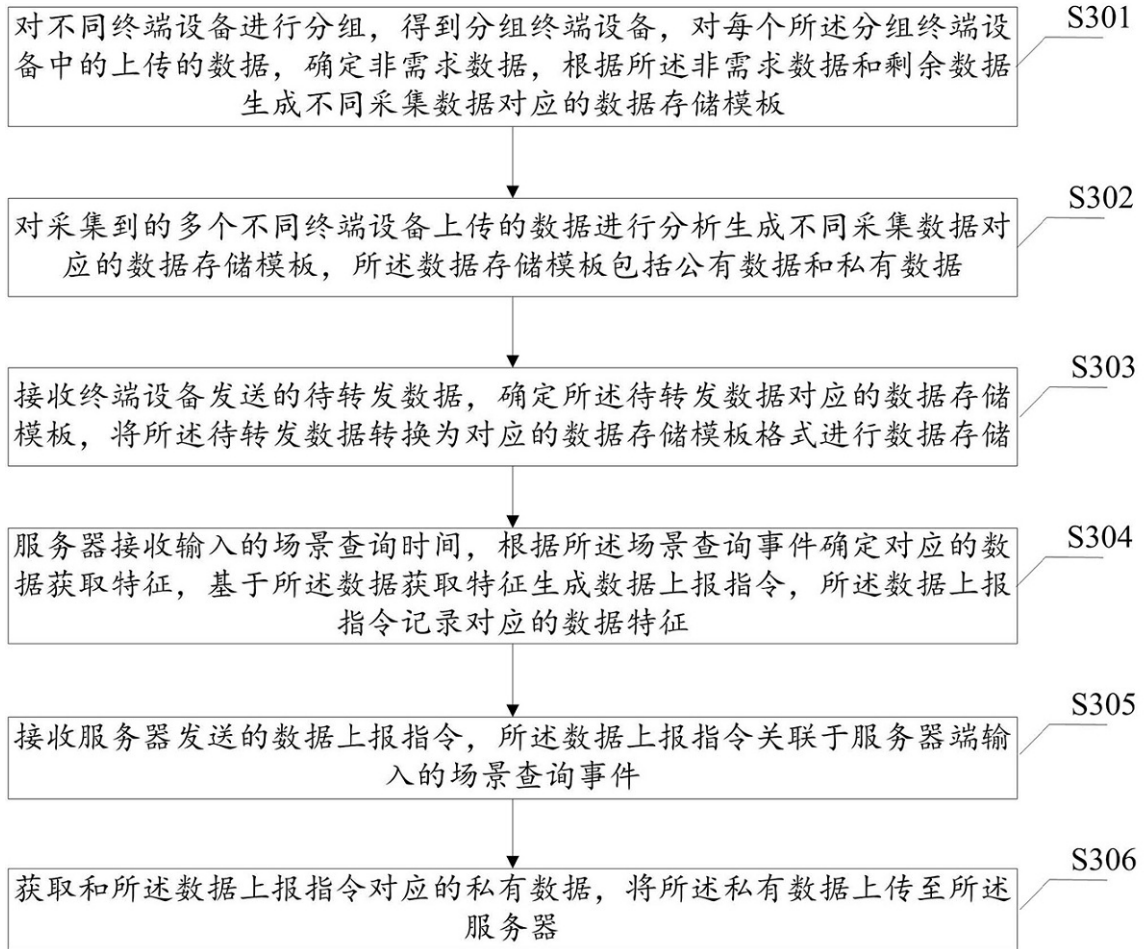 S301
对不同终端设备进行分组，得到分组终端设备，对每个所述分组终端设
备中的上传的数据，确定非需求数据，根据所述非需求数据和剩余数据
生成不同采集数据对应的数据存储模板
S302
对采集到的多个不同终端设备上传的数据进行分析生成不同采集数据对
应的数据存储模板，所述数据存储模板包括公有数据和私有数据
S303
接收终端设备发送的待转发数据，确定所述待转发数据对应的数据存储
模板，将所述待转发数据转换为对应的数据存储模板格式进行数据存储
S304
服务器接收输入的场景查询时间，根据所述场景查询事件确定对应的数
据获取特征，基于所述数据获取特征生成数据上报指令，所述数据上报
指令记录对应的数据特征
S305
接收服务器发送的数据上报指令，所述数据上报指令关联于服务器端输
入的场景查询事件
S306
获取和所述数据上报指令对应的私有数据，将所述私有数据上传至所述
服务器